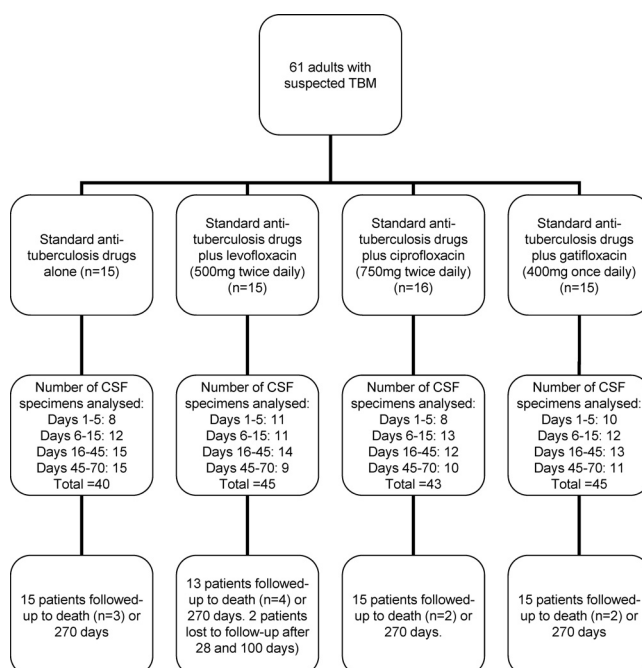 61 adults with
suspected TBM
Standard anti-
tuberculosis drugs
alone (n=15)
Standard anti-
tuberculosis drugs
plus levofloxacin
(500mg twice daily)
(n=15)
Standard anti-
tuberculosis drugs
plus ciprofloxacin
(750mg twice daily)
(n=16)
Standard anti-
tuberculosis drugs
plus gatifloxacin
(400mg once daily)
(n=15)
Number of CSF
specimens analysed:
Days 1-5: 8
Days 6-15: 12
Days 16-45: 15
Days 45-70: 15
Total =40
Number of CSF
specimens analysed:
Days 1-5: 11
Days 6-15: 11
Days 16-45: 14
Days 45-70: 9
Total =45
Number of CSF
specimens analysed:
Days 1-5: 8
Days 6-15: 13
Days 16-45: 12
Days 45-70: 10
Total =43
Number of CSF
specimens analysed:
Days 1-5: 10
Days 6-15: 12
Days 16-45: 13
Days 45-70: 11
Total =45
15 patients followed-
up to death (n=3) or
270 days
13 patients followed-
up to death (n=4) or
270 days. 2 patients
lost to follow-up after
28 and 100 days)
15 patients followed-
up to death (n=2) or
270 days.
15 patients followed-
up to death (n=2) or
270 days